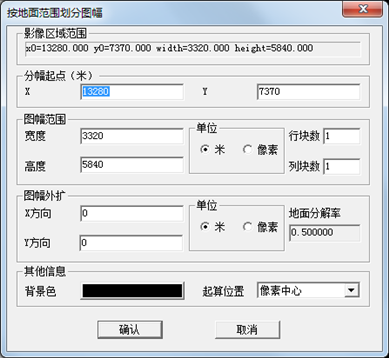 按地面范围划分图幅
影像区域范围
x0=13280.000 y0=7370.000 width=3320.000 height=5840.000
分幅起点（米）
X 13280 Y 7370
图幅范围
宽度 3320
高度 5840
单位
米 像素
行块数 1
列块数 1
图幅外扩
X方向 0
Y方向 0
单位
米 像素
地面分解率
0.500000
其他信息
背景色 起算位置 像素中心
确认 取消